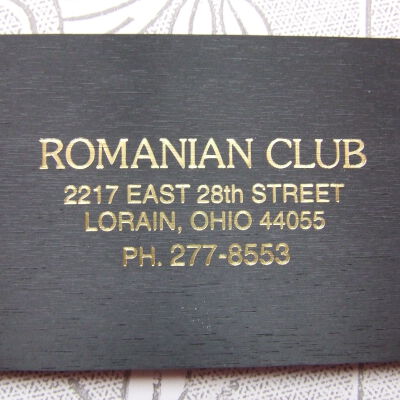 ROMANIAN CLUB
2217 EAST 28th STREET
LORAIN, OHIO 44055
PH. 277-8553